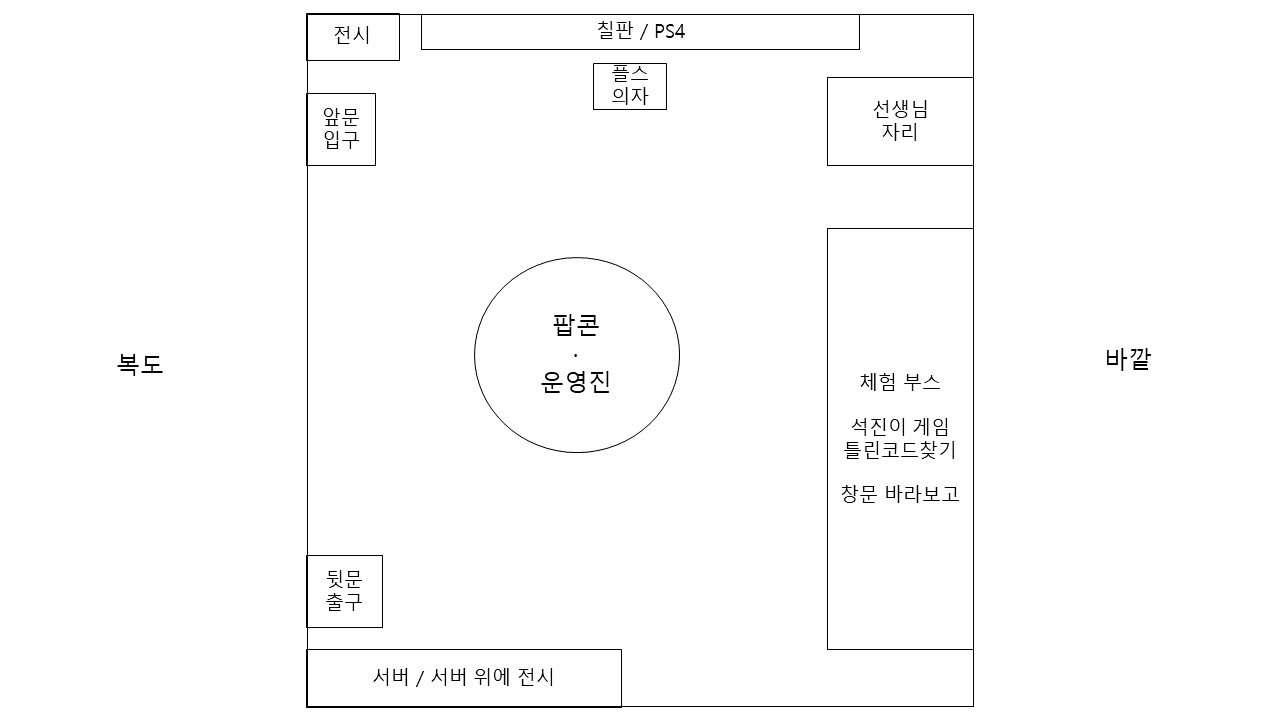 전시
칠판 / PS4
플스
의자
앞문
입구
선생님
자리
팝콘
·
운영진
복도
바깥
체험 부스
석진이 게임
틀린코드찾기
창문 바라보고
뒷문
출구
서버 / 서버 위에 전시